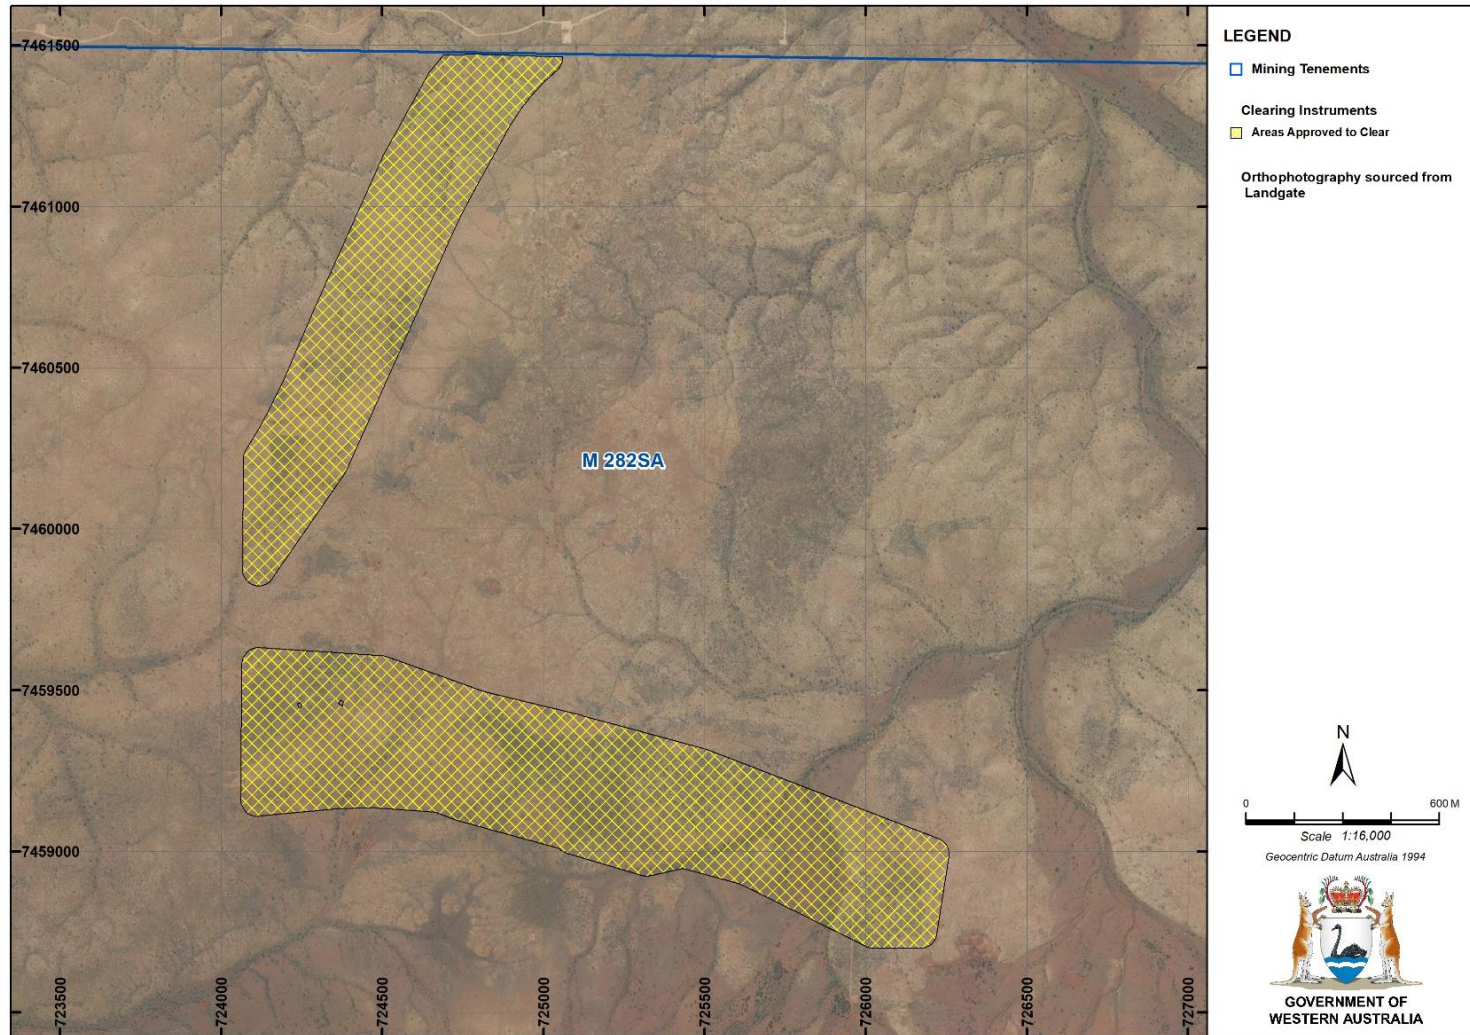 LEGEND
Mining Tenements
Clearing Instruments
Areas Approved to Clear
Orthophotography sourced from
Landgate
7461500
7461000
7460500
7460000
7459500
7459000
M 282SA
723500
724000
724500
725000
725500
726000
726500
727000
N
0 600 M
Scale 1:16,000
Geocentric Datum Australia 1994
GOVERNMENT OF
WESTERN AUSTRALIA